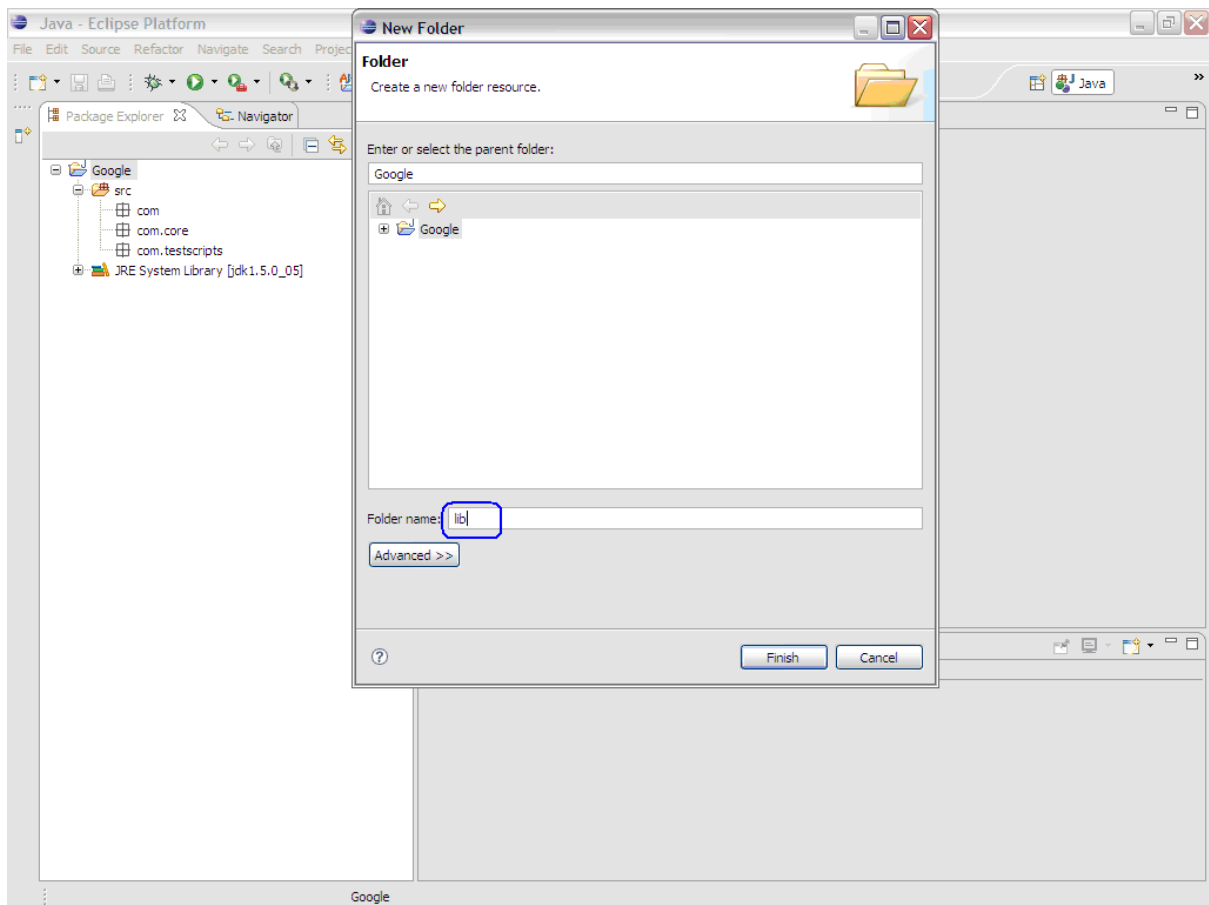 Java - Eclipse Platform
File Edit Source Refactor Navigate Search Projec
Java
Package Explorer
Navigator
Google
src
com
com.core
com.testscripts
JRE System Library [jdk1.5.0_05]
New Folder
Folder
Create a new folder resource.
Enter or select the parent folder:
Google
Google
Folder name: lib
Advanced >>
Finish Cancel
Google